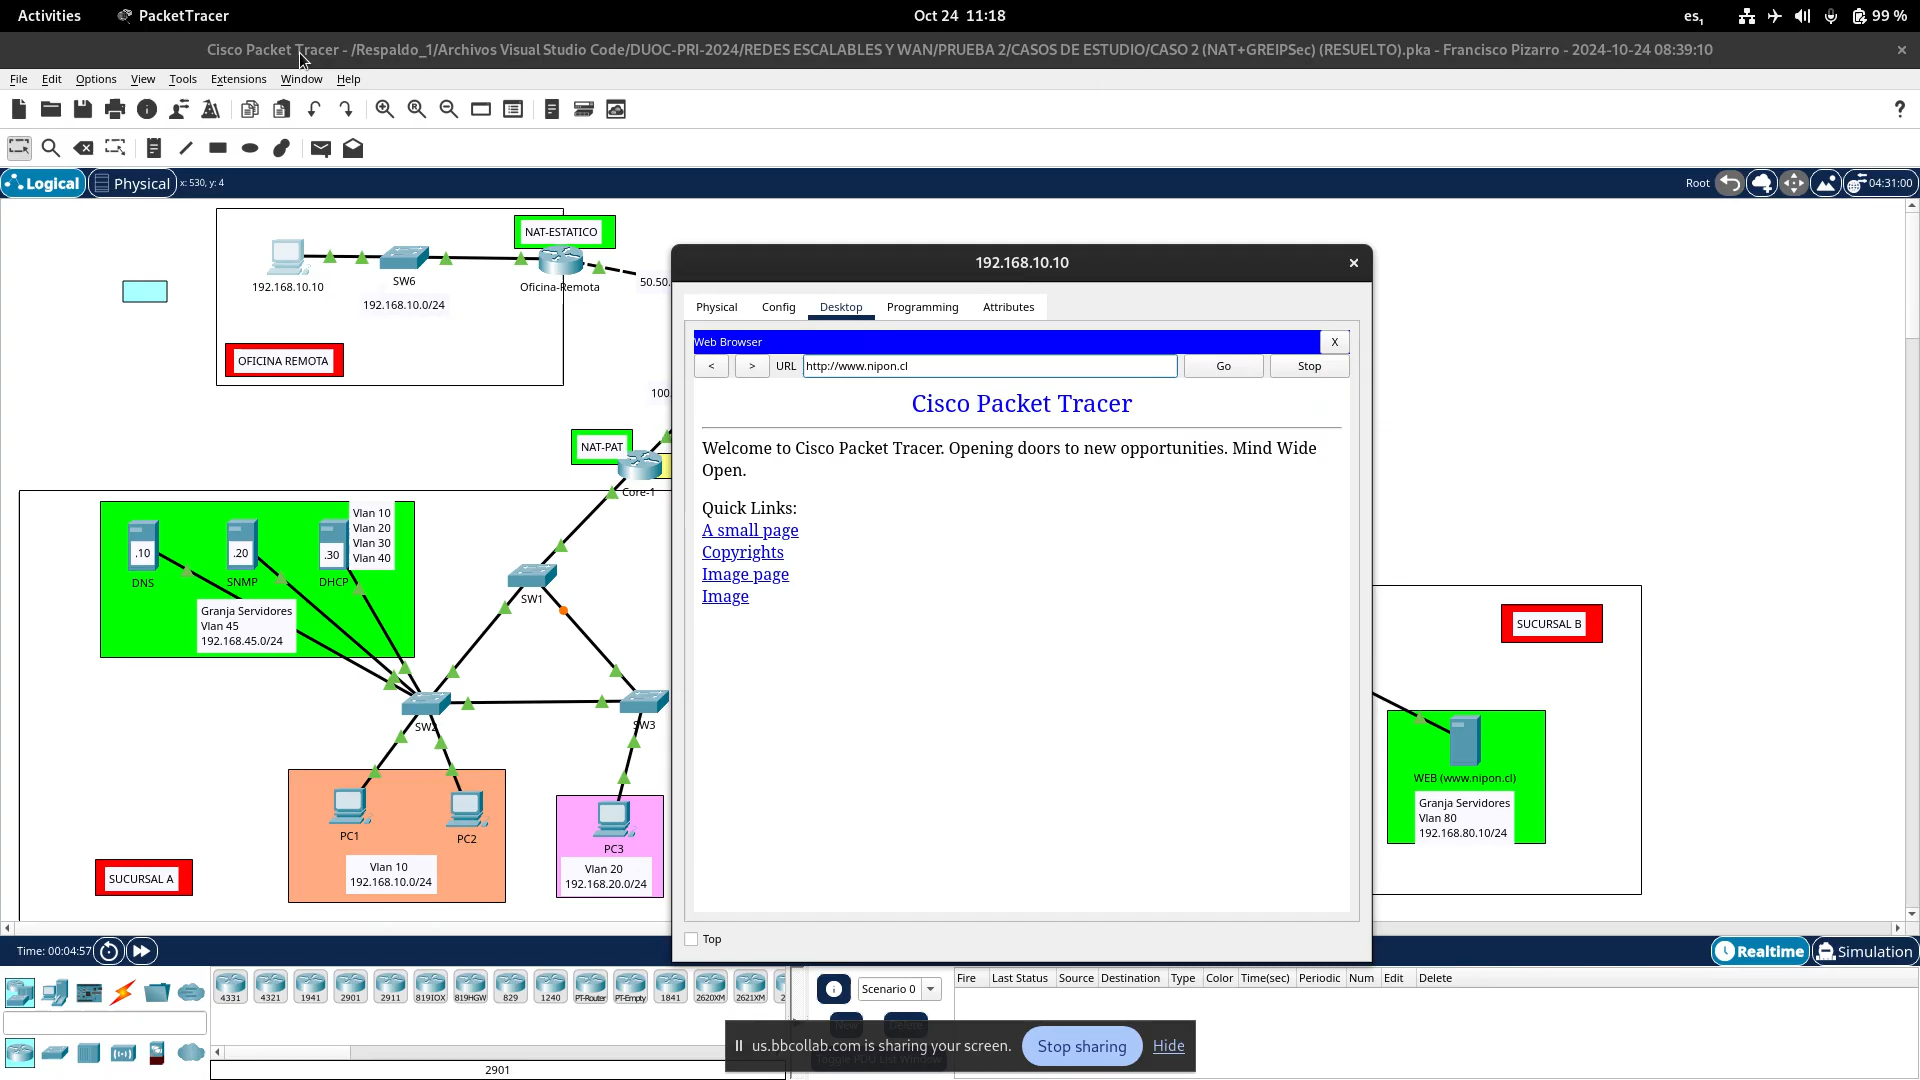 Activities
PacketTracer
Oct 24 11:18
es₁
99 %
Cisco Packet Tracer - /Respaldo_1/Archivos Visual Studio Code/DUOC-PRI-2024/REDES ESCALABLES Y WAN/PRUEBA 2/CASOS DE ESTUDIO/CASO 2 (NAT+GREIPSec) (RESUELTO).pka - Francisco Pizarro - 2024-10-24 08:39:10
File Edit Options View Tools Extensions Window Help
Logical
Physical
x: 530, y: 4
Root
04:31:00
NAT-ESTATICO
192.168.10.10
SW6
192.168.10.0/24
Oficina-Remota
50.50.
OFICINA REMOTA
100.
NAT-PAT
Core-1
192.168.10.10
Physical Config Desktop Programming Attributes
Web Browser
X
< > URL http://www.nipon.cl Go Stop
Cisco Packet Tracer
Welcome to Cisco Packet Tracer. Opening doors to new opportunities. Mind Wide
Open.
Quick Links:
A small page
Copyrights
Image page
Image
Top
.10
DNS
.20
SNMP
.30
DHCP
Vlan 10
Vlan 20
Vlan 30
Vlan 40
Granja Servidores
Vlan 45
192.168.45.0/24
SW1
SW2
SW3
PC1
PC2
Vlan 10
192.168.10.0/24
PC3
Vlan 20
192.168.20.0/24
SUCURSAL A
SUCURSAL B
WEB (www.nipon.cl)
Granja Servidores
Vlan 80
192.168.80.10/24
Time: 00:04:57
Realtime
Simulation
4331 4321 1941 2901 2911 819IOX 819HGW 829 1240 PT-Router PT-Empty 1841 2620XM 2621XM 2
2901
Scenario 0
New Delete
Fire Last Status Source Destination Type Color Time(sec) Periodic Num Edit Delete
us.bbcollab.com is sharing your screen.
Stop sharing
Hide